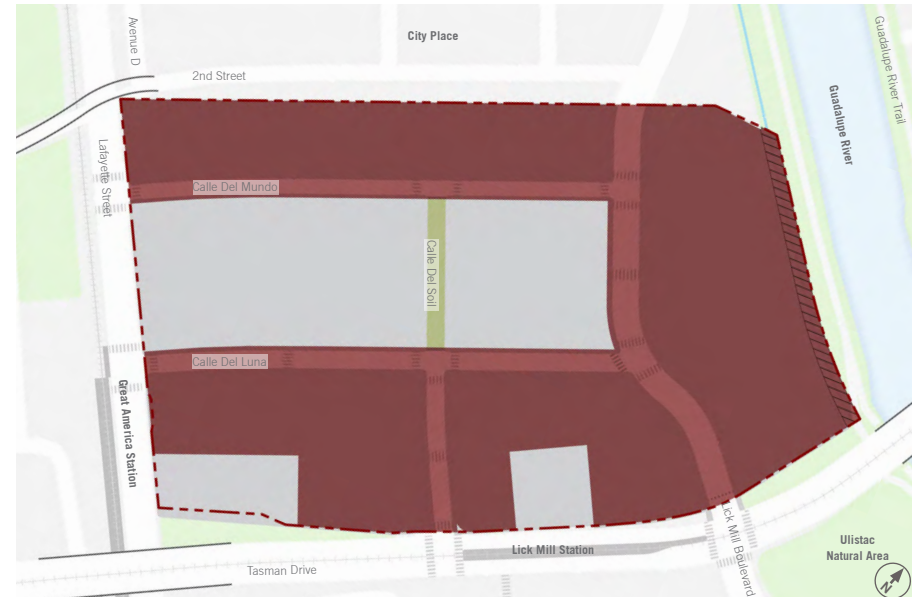 Avenue D
City Place
2nd Street
Guadalupe River Trail
Guadalupe River
Lafayette Street
Calle Del Mundo
Calle Del Soil
Calle Del Luna
Great America Station
Lick Mill Station
Lick Mill Boulevard
Tasman Drive
Ulistac
Natural Area
N